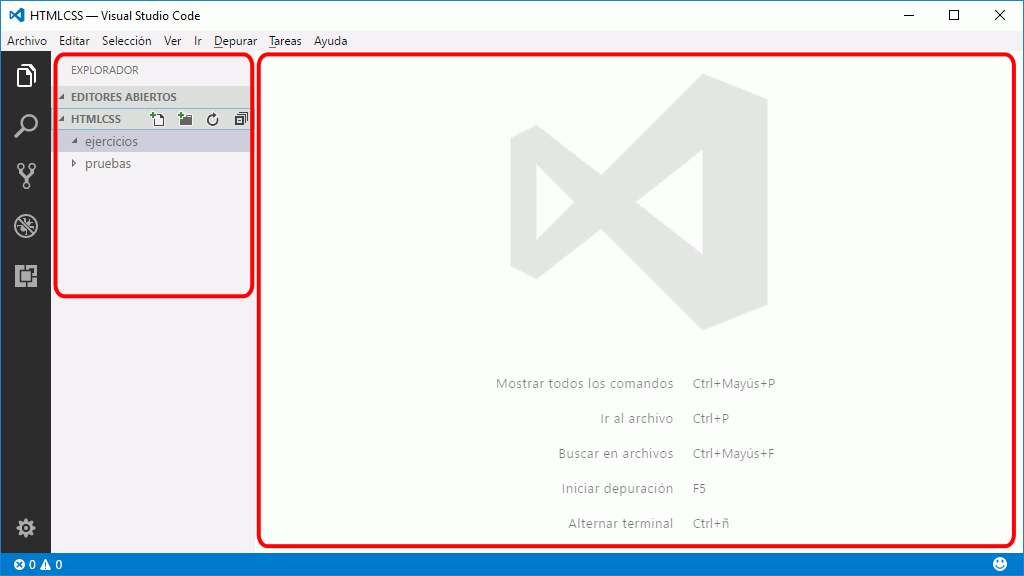 HTMLCSS — Visual Studio Code
Archivo Editar Selección Ver Ir Depurar Tareas Ayuda
EXPLORADOR
EDITORES ABIERTOS
HTMLCSS
ejercicios
pruebas
Mostrar todos los comandos Ctrl+Mayús+P
Ir al archivo Ctrl+P
Buscar en archivos Ctrl+Mayús+F
Iniciar depuración F5
Alternar terminal Ctrl+ñ
0 0